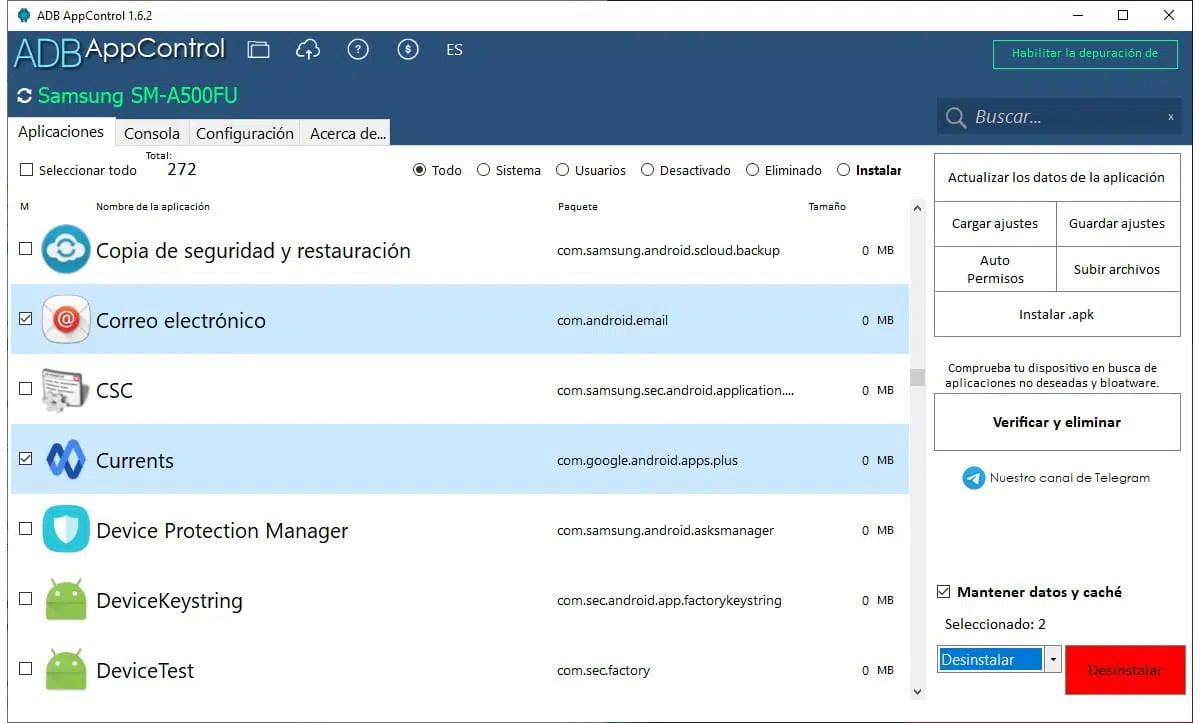 ADB AppControl 1.6.2
ADB AppControl
ES
Habilitar la depuración de
Samsung SM-A500FU
Buscar...
x
Aplicaciones
Consola
Configuración
Acerca de...
Seleccionar todo
Total:
272
Todo
Sistema
Usuarios
Desactivado
Eliminado
Instalar
M
Nombre de la aplicación
Paquete
Tamaño
Copia de seguridad y restauración com.samsung.android.scloud.backup 0 MB
Correo electrónico com.android.email 0 MB
CSC com.samsung.sec.android.application.... 0 MB
Currents com.google.android.apps.plus 0 MB
Device Protection Manager com.samsung.android.asksmanager 0 MB
DeviceKeystring com.sec.android.app.factorykeystring 0 MB
DeviceTest com.sec.factory 0 MB
Actualizar los datos de la aplicación
Cargar ajustes
Guardar ajustes
Auto
Permisos
Subir archivos
Instalar .apk
Comprueba tu dispositivo en busca de
aplicaciones no deseadas y bloatware.
Verificar y eliminar
Nuestro canal de Telegram
Mantener datos y caché
Seleccionado: 2
Desinstalar
Desinstalar